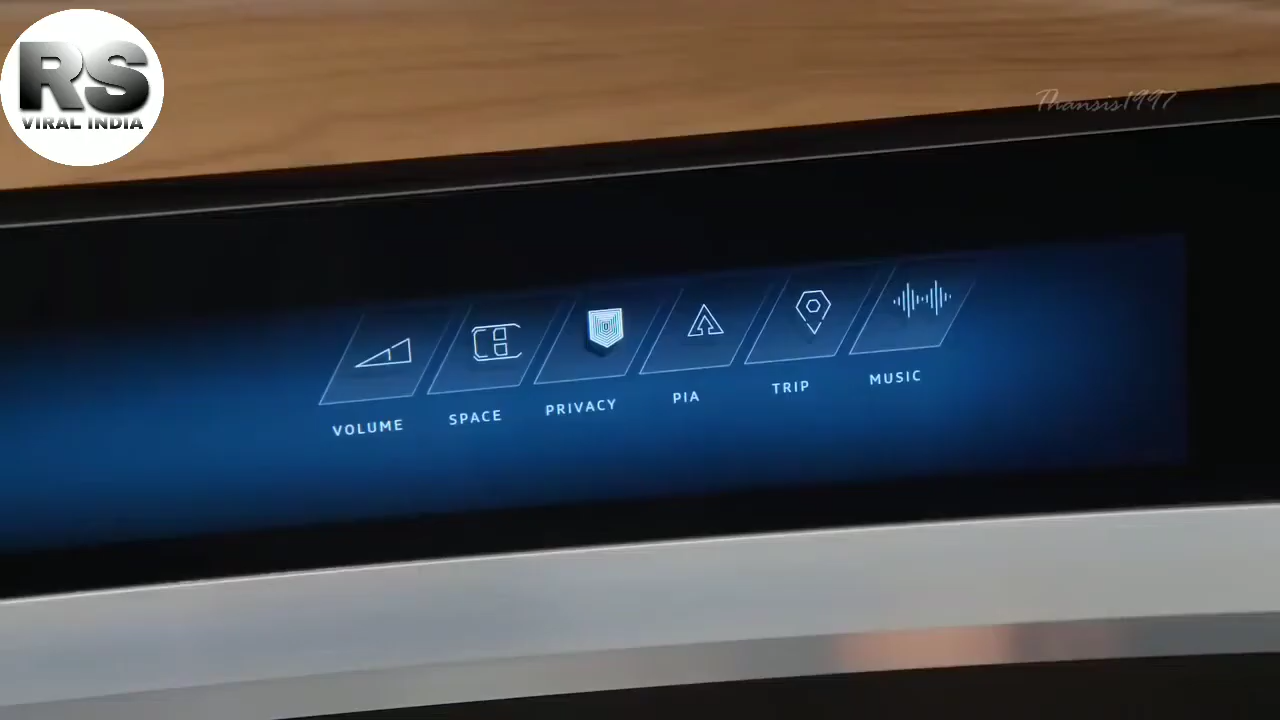 RS
VIRAL INDIA
Thansis1997
VOLUME
SPACE
PRIVACY
PIA
TRIP
MUSIC